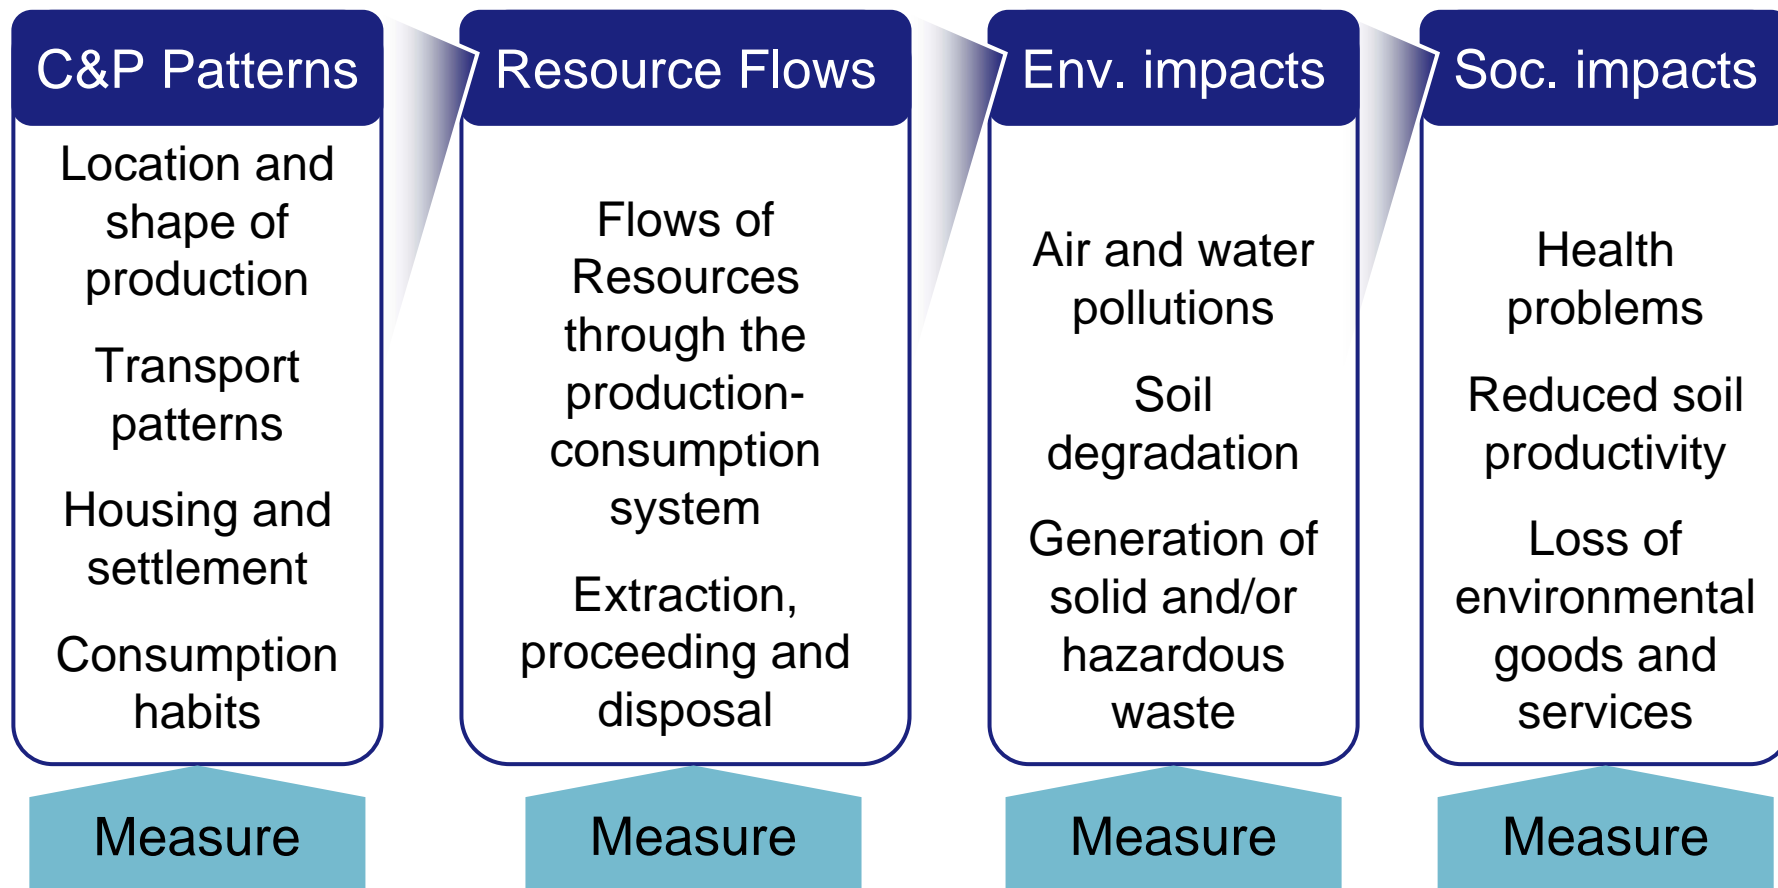 C&P Patterns
Location and
shape of
production
Transport
patterns
Housing and
settlement
Consumption
habits
Measure
Resource Flows
Flows of
Resources
through the
production-
consumption
system
Extraction,
proceeding and
disposal
Measure
Env. impacts
Air and water
pollutions
Soil
degradation
Generation of
solid and/or
hazardous
waste
Measure
Soc. impacts
Health
problems
Reduced soil
productivity
Loss of
environmental
goods and
services
Measure